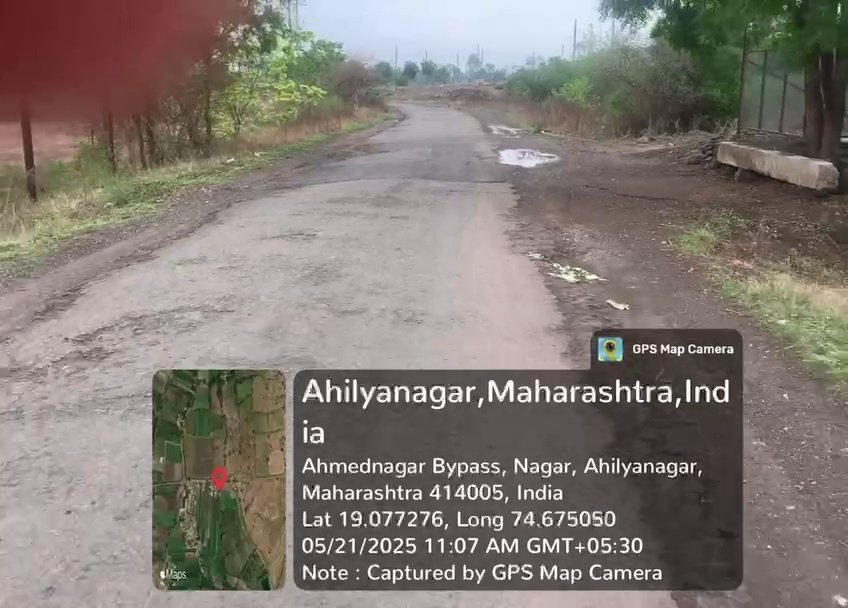 GPS Map Camera
Ahilyanagar,Maharashtra,Ind
ia
Ahmednagar Bypass, Nagar, Ahilyanagar,
Maharashtra 414005, India
Lat 19.077276, Long 74.675050
05/21/2025 11:07 AM GMT+05:30
Note : Captured by GPS Map Camera
Maps